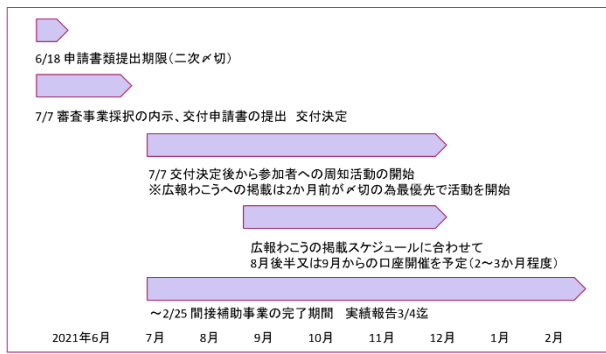 6/18 申請書類提出期限（二次〆切）
7/7 審査事業採択の内示、交付申請書の提出　交付決定
7/7 交付決定後から参加者への周知活動の開始
※広報わこうへの掲載は2か月前が〆切の為最優先で活動を開始
広報わこうの掲載スケジュールに合わせて
8月後半又は9月からの口座開催を予定（2～3か月程度）
～2/25 間接補助事業の完了期間　実績報告3/4迄
2021年6月　7月　8月　9月　10月　11月　12月　1月　2月